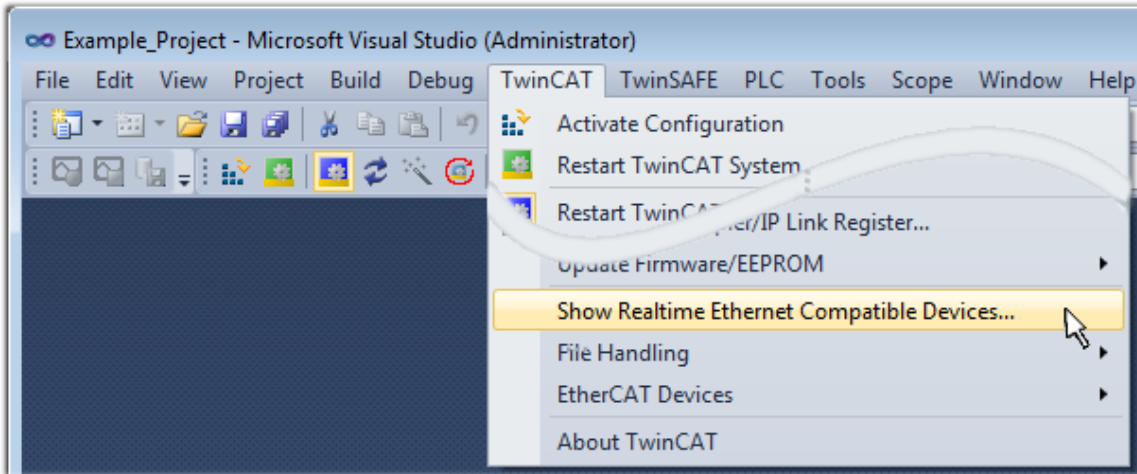 Example_Project - Microsoft Visual Studio (Administrator)
File Edit View Project Build Debug TwinCAT TwinSAFE PLC Tools Scope Window Help
Activate Configuration
Restart TwinCAT System
Restart TwinCAT
/IP Link Register...
Update Firmware/EEPROM
Show Realtime Ethernet Compatible Devices...
File Handling
EtherCAT Devices
About TwinCAT